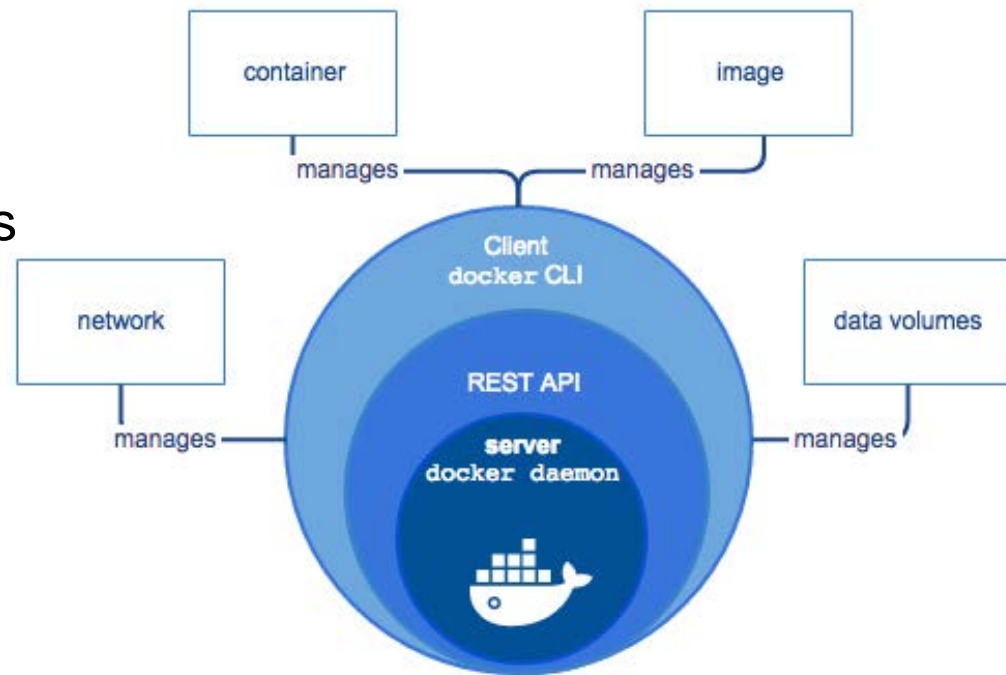 container
image
manages
manages
s
Client
docker CLI
network
data volumes
REST API
manages
manages
server
docker daemon